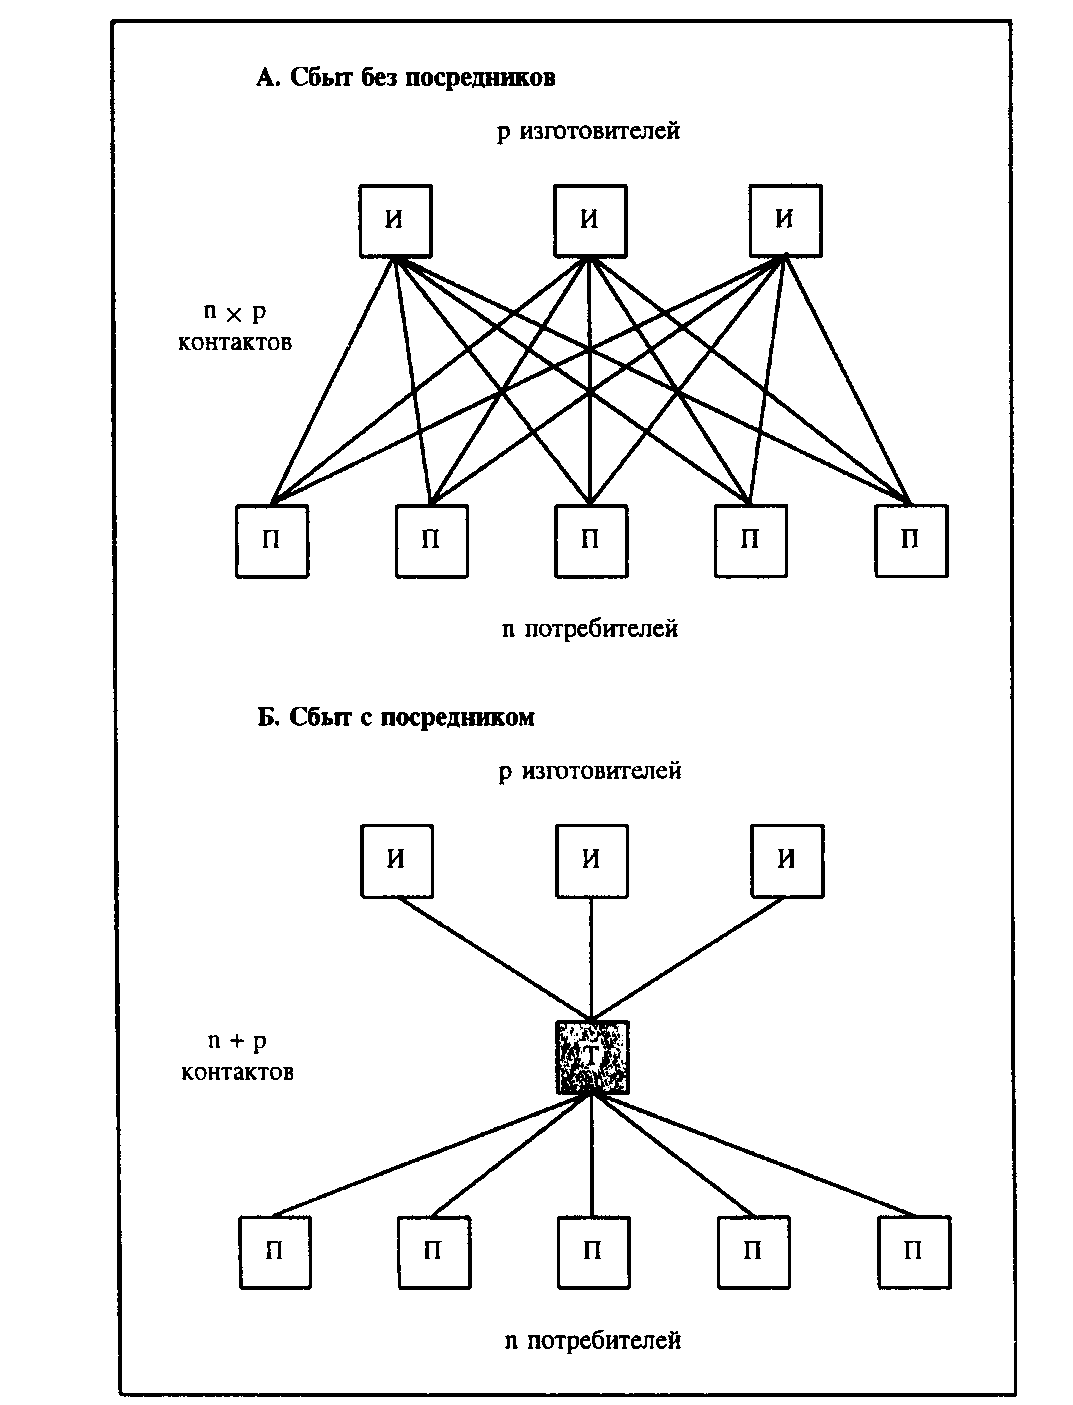 А. Сбыт без посредников
p изготовителей
И И И
n × p
контактов
П П П П П
n потребителей
Б. Сбыт с посредником
p изготовителей
И И И
n + p
контактов
Т
П П П П П
n потребителей